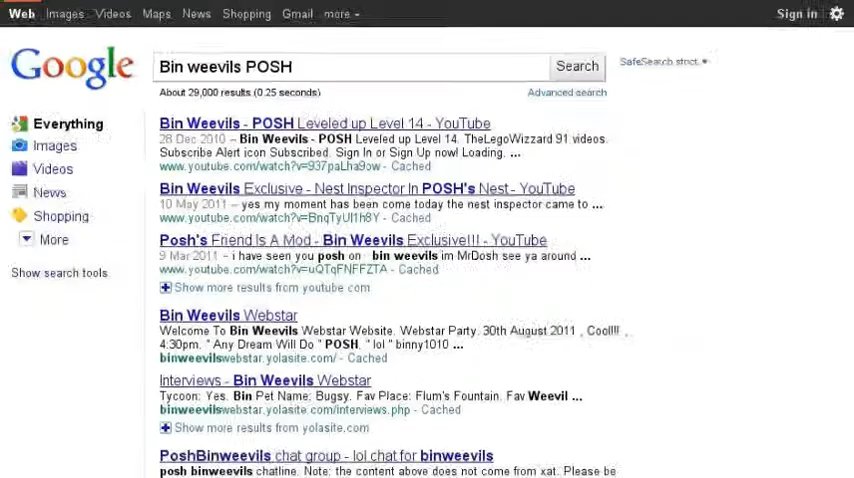 Web Images Videos Maps News Shopping Gmail more Sign in
Google Bin weevils POSH Search SafeSearch strict
About 29,000 results (0.25 seconds) Advanced search
Everything
Images
Videos
News
Shopping
More
Show search tools
Bin Weevils - POSH Leveled up Level 14 - YouTube
28 Dec 2010 – Bin Weevils - POSH Leveled up Level 14. TheLegoWizzard 91 videos.
Subscribe Alert icon Subscribed. Sign In or Sign Up now! Loading. ...
www.youtube.com/watch?v=937paLha9ow - Cached
Bin Weevils Exclusive - Nest Inspector In POSH's Nest - YouTube
10 May 2011 – yes my moment has been come today the nest inspector came to ...
www.youtube.com/watch?v=BnqTyUI1h8Y - Cached
Posh's Friend Is A Mod - Bin Weevils Exclusive!!! - YouTube
9 Mar 2011 – i have seen you posh on bin weevils im MrDosh see ya around ...
www.youtube.com/watch?v=uQTqFNFFZTA - Cached
Show more results from youtube.com
Bin Weevils Webstar
Welcome To Bin Weevils Webstar Website. Webstar Party. 30th August 2011 , Cool!!! ,
4:30pm. " Any Dream Will Do " POSH, " lol " binny1010 ...
binweevilswebstar.yolasite.com/ - Cached
Interviews - Bin Weevils Webstar
Tycoon: Yes. Bin Pet Name: Bugsy. Fav Place: Flum's Fountain. Fav Weevil ...
binweevilswebstar.yolasite.com/interviews.php - Cached
Show more results from yolasite.com
PoshBinweevils chat group - lol chat for binweevils
posh binweevils chatline. Note: the content above does not come from xat. Please be